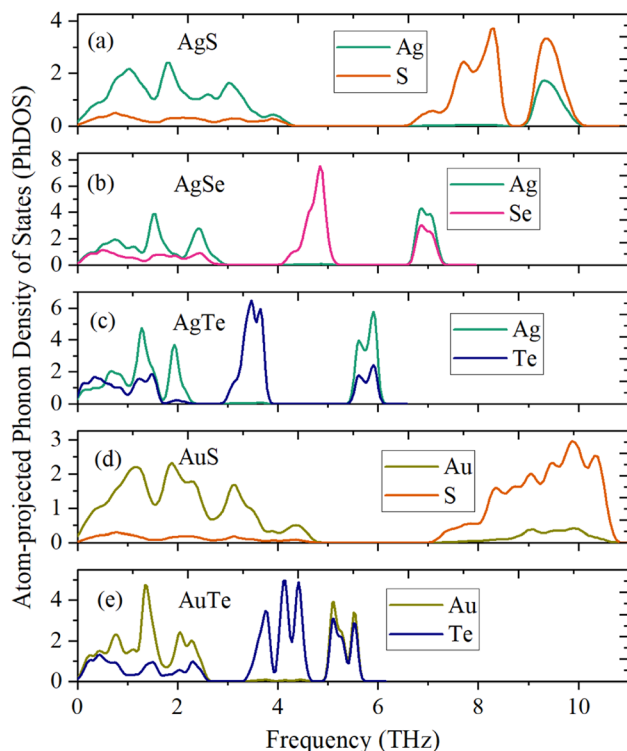 Atom-projected Phonon Density of States (PhDOS)
4
2
0
(a)
AgS
Ag
S
8
6
4
2
0
(b)
AgSe
Ag
Se
6
4
2
0
(c)
AgTe
Ag
Te
3
2
1
0
(d)
AuS
Au
S
4
2
0
(e)
AuTe
Au
Te
0 2 4 6 8 10
Frequency (THz)